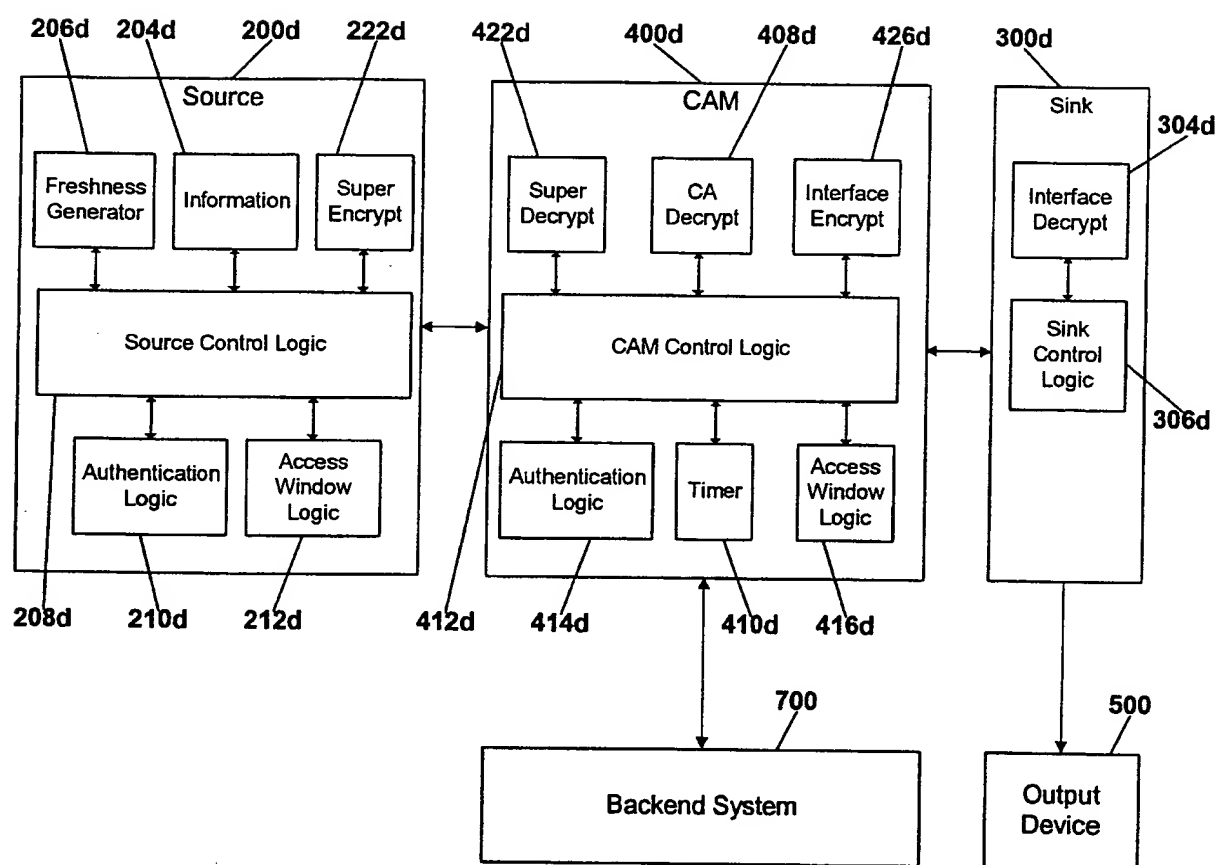 206d 204d 200d 222d 422d 400d 408d 426d 300d
Source
CAM
Sink
304d
Freshness
Generator
Information
Super
Encrypt
Super
Decrypt
CA
Decrypt
Interface
Encrypt
Interface
Decrypt
Source Control Logic
CAM Control Logic
Sink
Control
Logic
306d
Authentication
Logic
Access
Window
Logic
Authentication
Logic
Timer
Access
Window
Logic
208d 210d 212d 412d 414d 410d 416d
700
500
Backend System
Output
Device